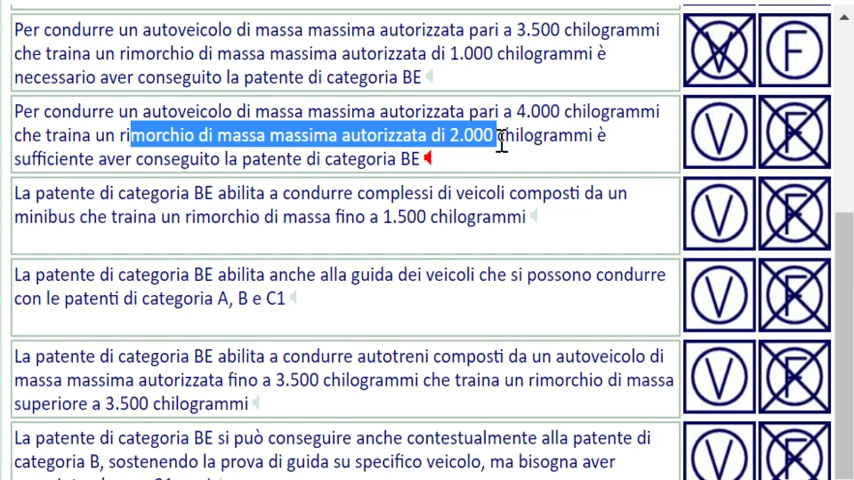 Per condurre un autoveicolo di massa massima autorizzata pari a 3.500 chilogrammi
che traina un rimorchio di massa massima autorizzata di 1.000 chilogrammi è
necessario aver conseguito la patente di categoria BE
V F
Per condurre un autoveicolo di massa massima autorizzata pari a 4.000 chilogrammi
che traina un rimorchio di massa massima autorizzata di 2.000 chilogrammi è
sufficiente aver conseguito la patente di categoria BE
V F
La patente di categoria BE abilita a condurre complessi di veicoli composti da un
minibus che traina un rimorchio di massa fino a 1.500 chilogrammi
V F
La patente di categoria BE abilita anche alla guida dei veicoli che si possono condurre
con le patenti di categoria A, B e C1
V F
La patente di categoria BE abilita a condurre autotreni composti da un autoveicolo di
massa massima autorizzata fino a 3.500 chilogrammi che traina un rimorchio di massa
superiore a 3.500 chilogrammi
V F
La patente di categoria BE si può conseguire anche contestualmente alla patente di
categoria B, sostenendo la prova di guida su specifico veicolo, ma bisogna aver
V F